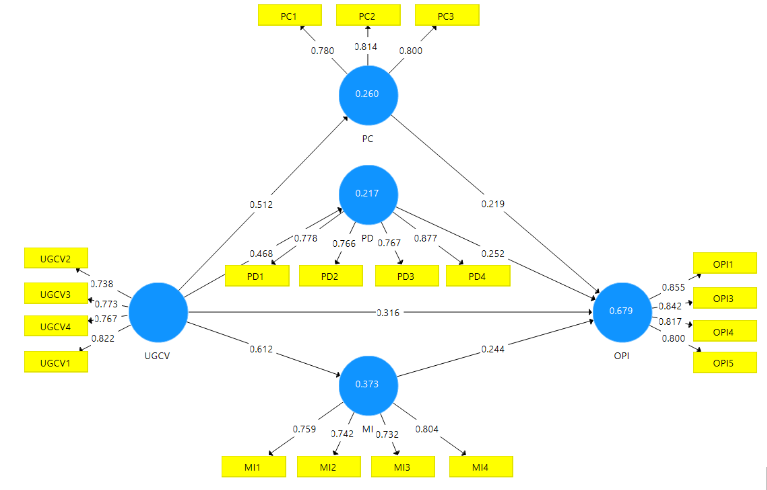 PC1 PC2 PC3
0.780 0.814 0.800
0.260
PC
0.512 0.219
0.217
PD
0.468 0.778 0.766 0.767 0.877 0.252
PD1 PD2 PD3 PD4
UGCV2
UGCV3
UGCV4
UGCV1
0.738
0.773
0.767
0.822
UGCV
0.316
0.612 0.244
0.679
OPI
0.855
0.842
0.817
0.800
OPI1
OPI3
OPI4
OPI5
0.373
MI
0.759 0.742 0.732 0.804
MI1 MI2 MI3 MI4